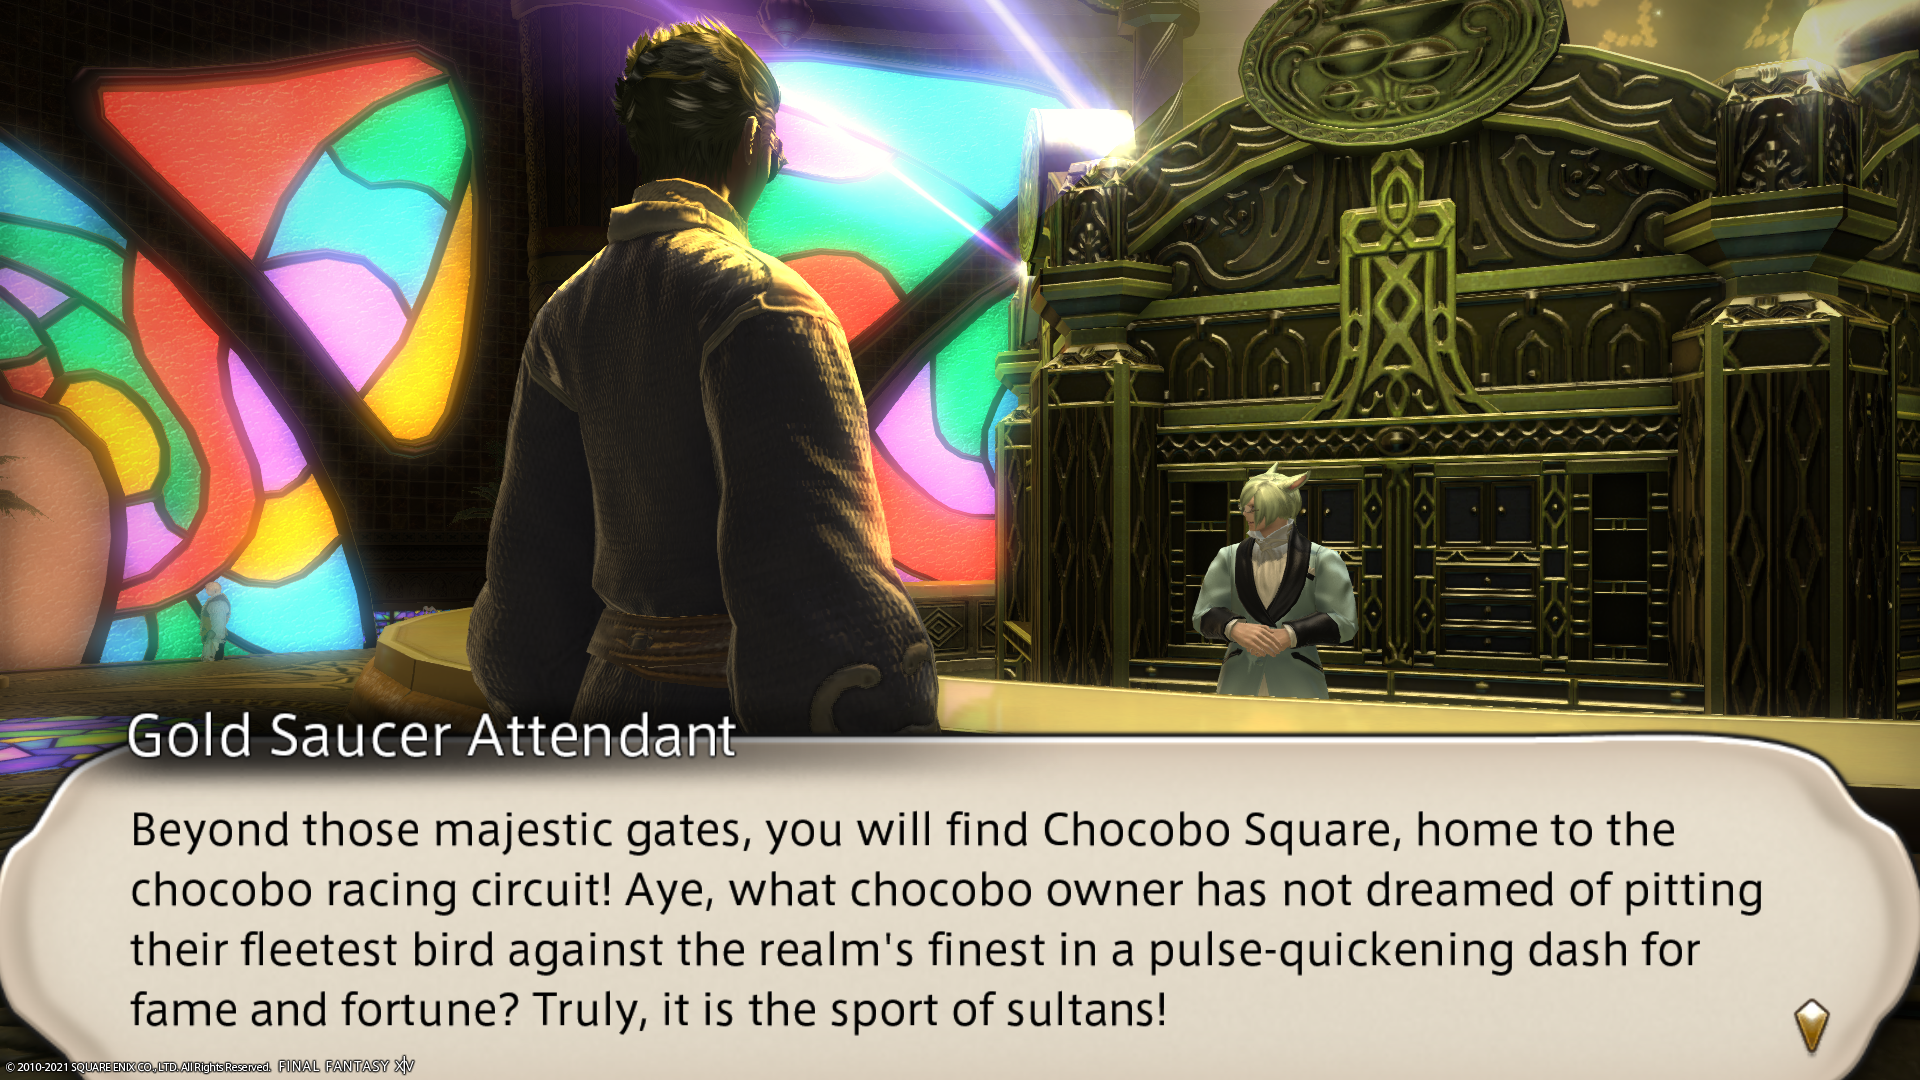 Gold Saucer Attendant
Beyond those majestic gates, you will find Chocobo Square, home to the
chocobo racing circuit! Aye, what chocobo owner has not dreamed of pitting
their fleetest bird against the realm's finest in a pulse-quickening dash for
fame and fortune? Truly, it is the sport of sultans!
© 2010-2021 SQUARE ENIX CO., LTD. All Rights Reserved. FINAL FANTASY XIV